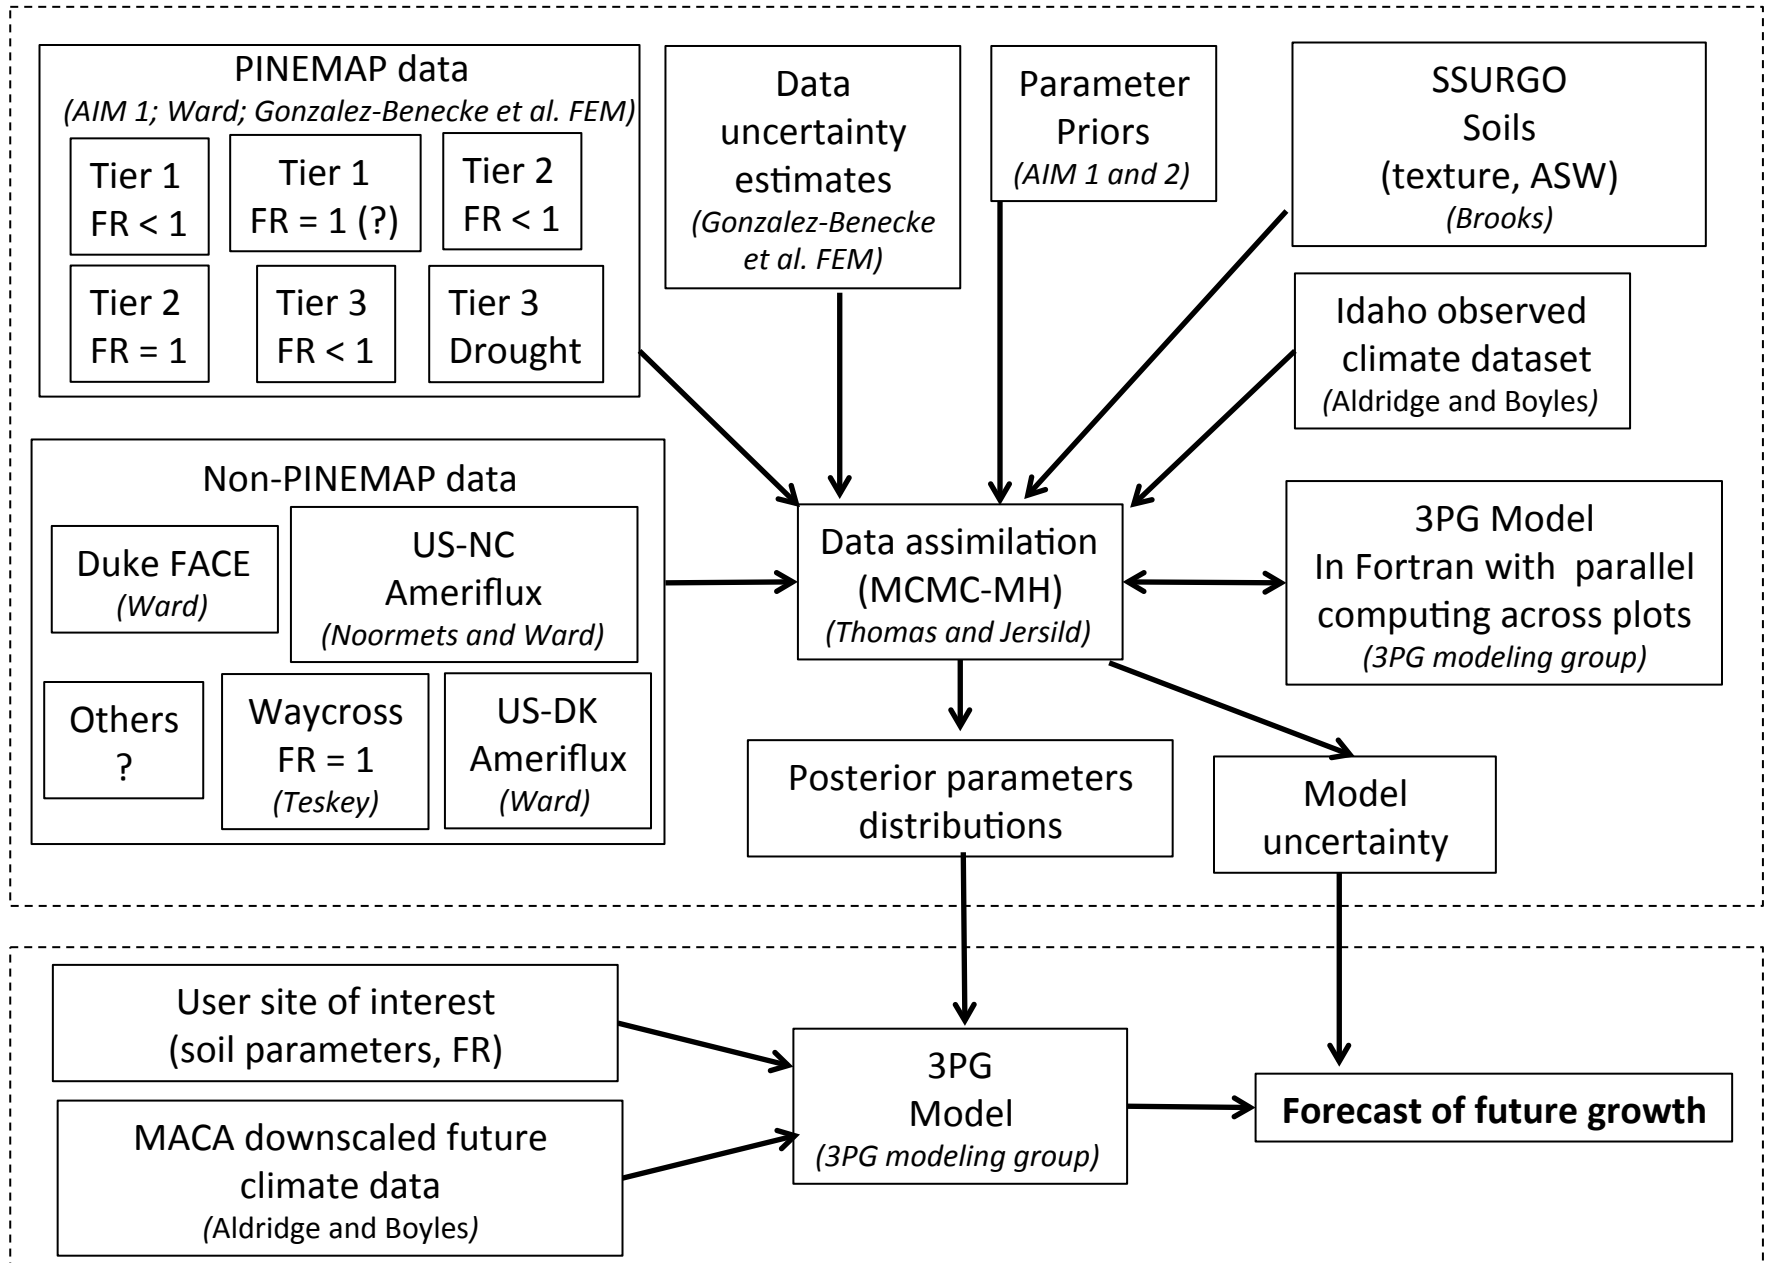 PINEMAP data
(AIM 1; Ward; Gonzalez-Benecke et al. FEM)
Tier 1
FR < 1
Tier 1
FR = 1 (?)
Tier 2
FR < 1
Tier 2
FR = 1
Tier 3
FR < 1
Tier 3
Drought
Data
uncertainty
estimates
(Gonzalez-Benecke
et al. FEM)
Parameter
Priors
(AIM 1 and 2)
SSURGO
Soils
(texture, ASW)
(Brooks)
Idaho observed
climate dataset
(Aldridge and Boyles)
Non-PINEMAP data
Duke FACE
(Ward)
US-NC
Ameriflux
(Noormets and Ward)
Others
?
Waycross
FR = 1
(Teskey)
US-DK
Ameriflux
(Ward)
Data assimilation
(MCMC-MH)
(Thomas and Jersild)
3PG Model
In Fortran with parallel
computing across plots
(3PG modeling group)
Posterior parameters
distributions
Model
uncertainty
User site of interest
(soil parameters, FR)
MACA downscaled future
climate data
(Aldridge and Boyles)
3PG
Model
(3PG modeling group)
Forecast of future growth